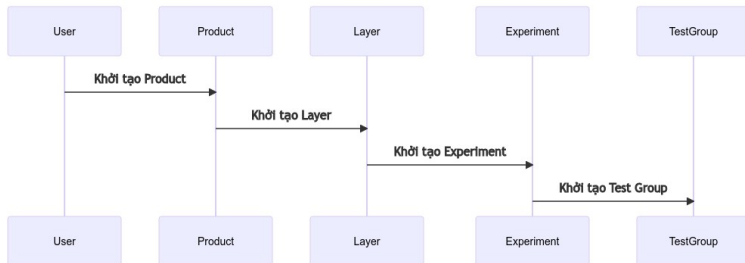 User
Product
Layer
Experiment
TestGroup
Khởi tạo Product
Khởi tạo Layer
Khởi tạo Experiment
Khởi tạo Test Group
User
Product
Layer
Experiment
TestGroup